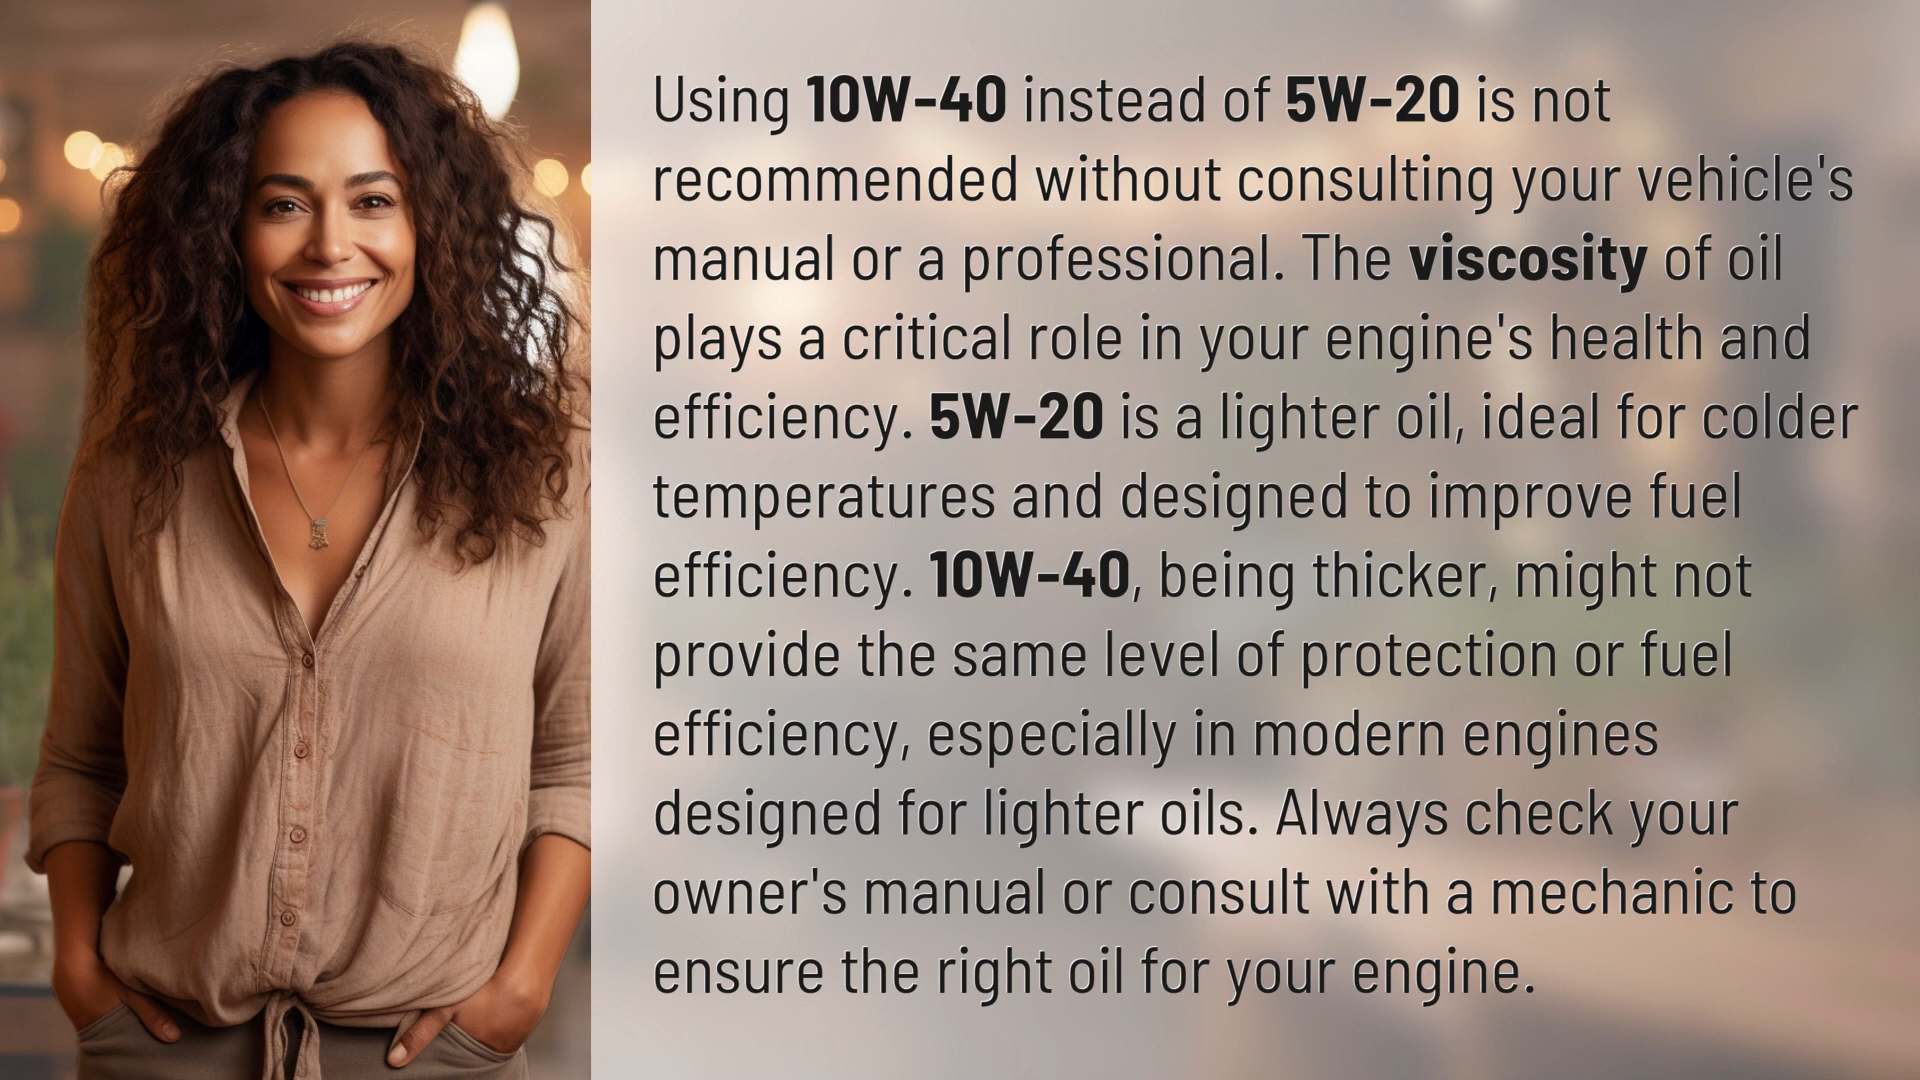 Using 10W-40 instead of 5W-20 is not
recommended without consulting your vehicle's
manual or a professional. The viscosity of oil
plays a critical role in your engine's health and
efficiency. 5W-20 is a lighter oil, ideal for colder
temperatures and designed to improve fuel
efficiency. 10W-40, being thicker, might not
provide the same level of protection or fuel
efficiency, especially in modern engines
designed for lighter oils. Always check your
owner's manual or consult with a mechanic to
ensure the right oil for your engine.